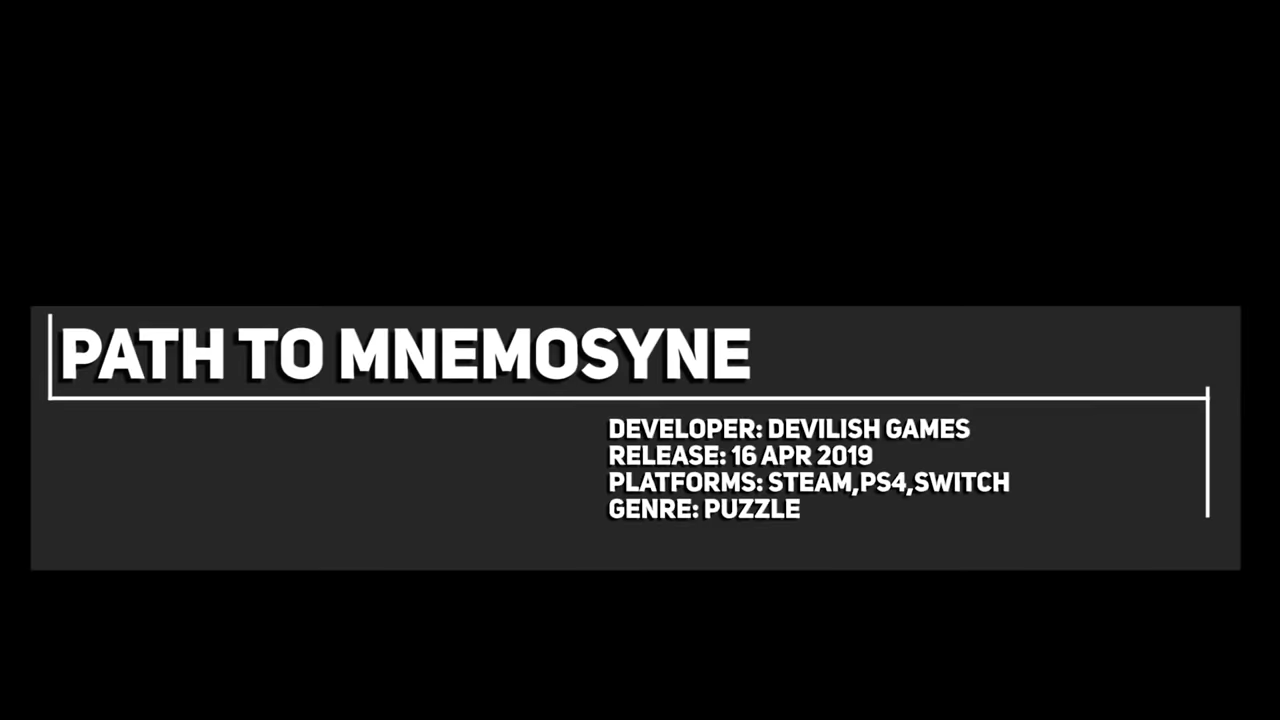 PATH TO MNEMOSYNE
DEVELOPER: DEVILISH GAMES
RELEASE: 16 APR 2019
PLATFORMS: STEAM,PS4,SWITCH
GENRE: PUZZLE